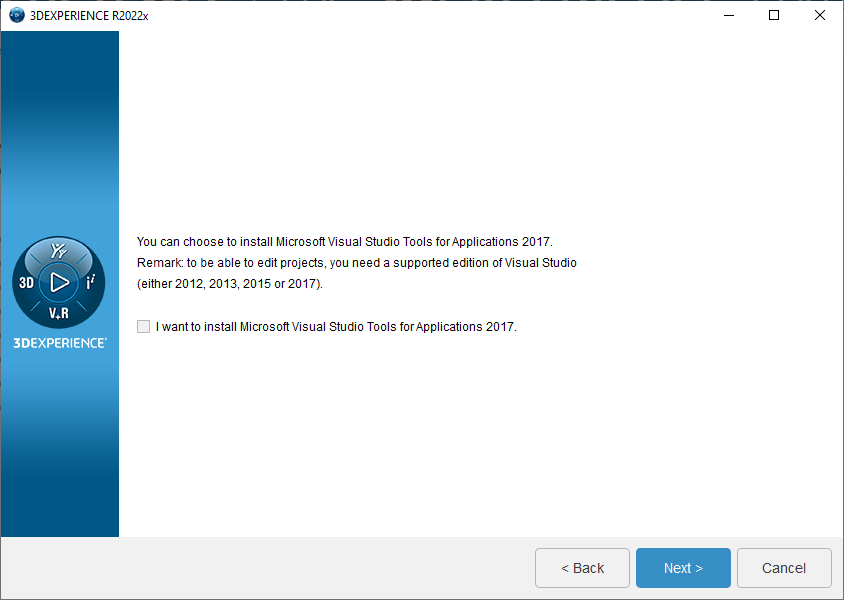 3DEXPERIENCE R2022x
You can choose to install Microsoft Visual Studio Tools for Applications 2017.
Remark: to be able to edit projects, you need a supported edition of Visual Studio
(either 2012, 2013, 2015 or 2017).
I want to install Microsoft Visual Studio Tools for Applications 2017.
3D
i²
V+R
3DEXPERIENCE
< Back
Next >
Cancel